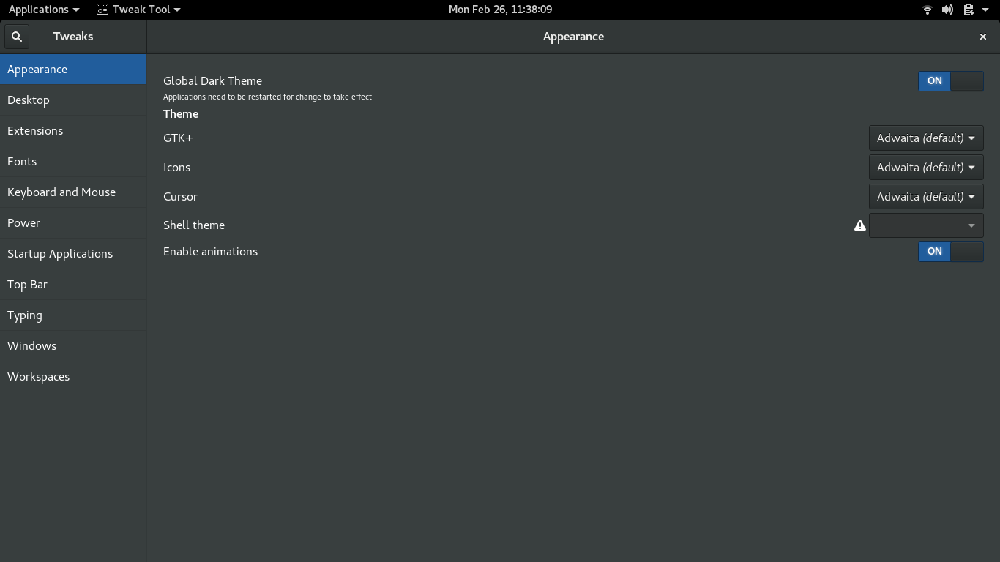 Applications Tweak Tool Mon Feb 26, 11:38:09
Tweaks Appearance
Appearance
Desktop
Extensions
Fonts
Keyboard and Mouse
Power
Startup Applications
Top Bar
Typing
Windows
Workspaces
Global Dark Theme ON
Applications need to be restarted for change to take effect
Theme
GTK+ Adwaita (default)
Icons Adwaita (default)
Cursor Adwaita (default)
Shell theme
Enable animations ON